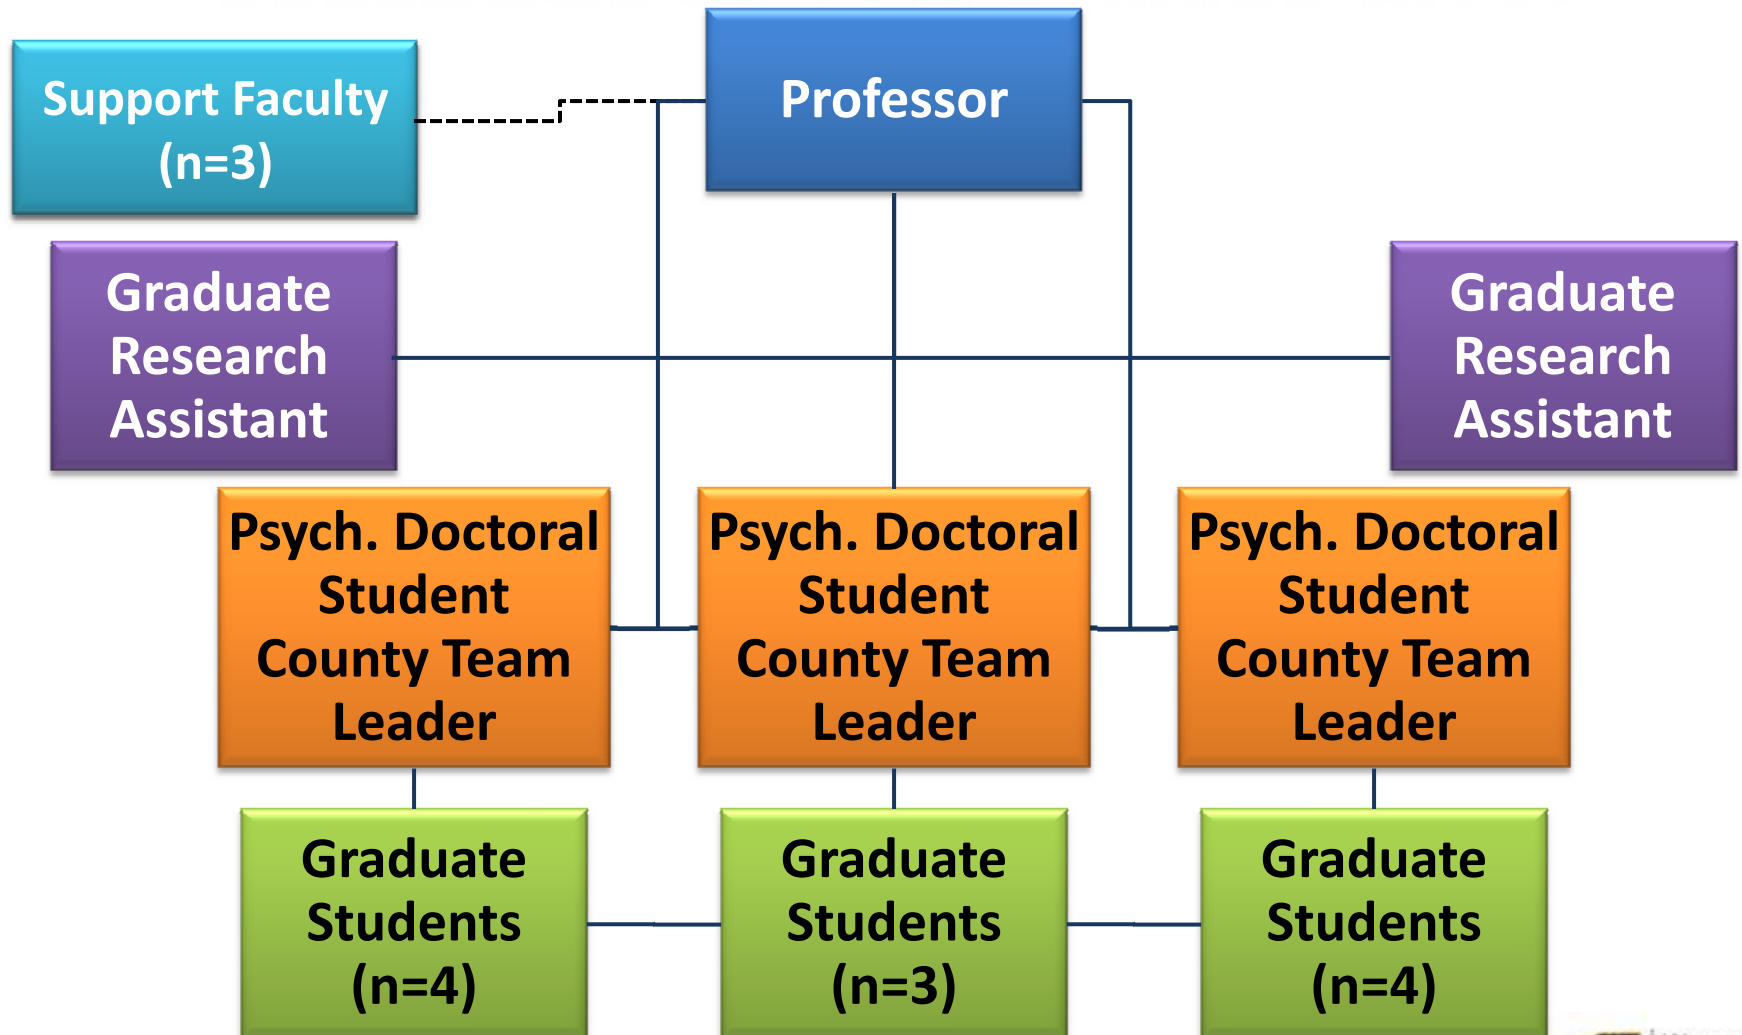 Support Faculty
(n=3)
Professor
Graduate
Research
Assistant
Graduate
Research
Assistant
Psych. Doctoral
Student
County Team
Leader
Psych. Doctoral
Student
County Team
Leader
Psych. Doctoral
Student
County Team
Leader
Graduate
Students
(n=4)
Graduate
Students
(n=3)
Graduate
Students
(n=4)